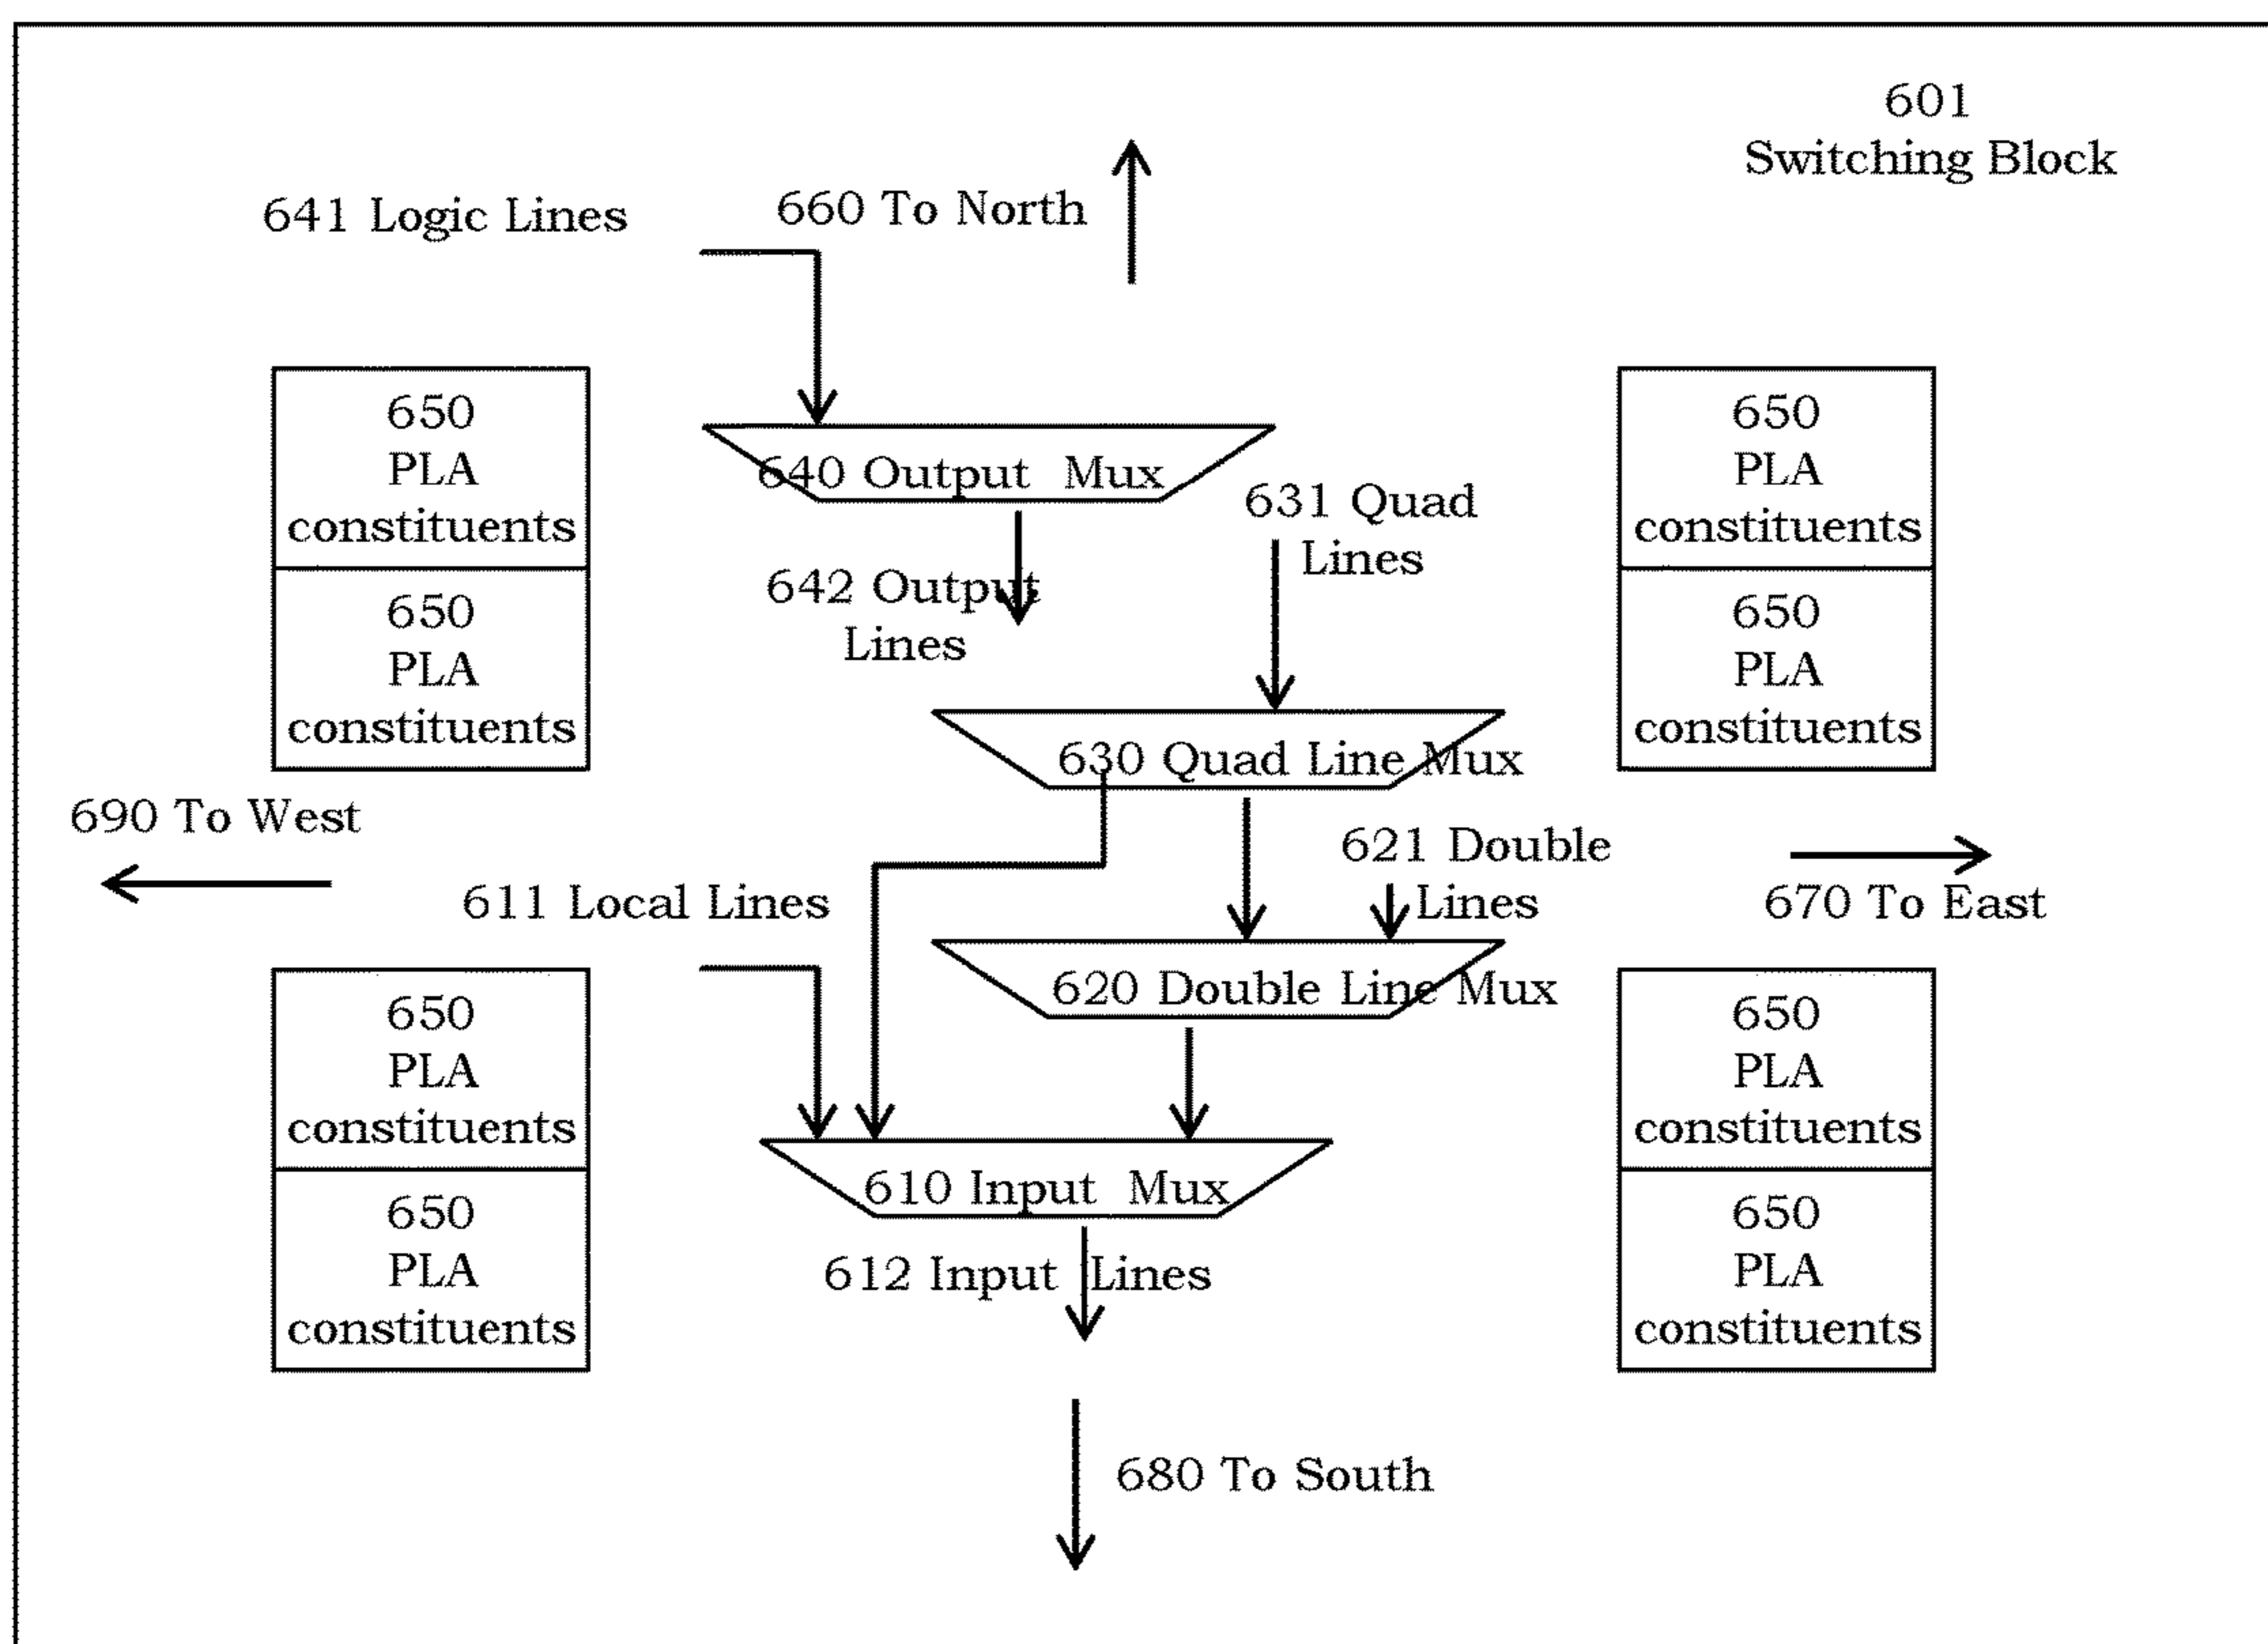 601
Switching Block
641 Logic Lines
660 To North
650
PLA
constituents
650
PLA
constituents
640 Output Mux
631 Quad
Lines
642 Output
Lines
650
PLA
constituents
650
PLA
constituents
630 Quad Line Mux
690 To West
621 Double
Lines
611 Local Lines
670 To East
620 Double Line Mux
650
PLA
constituents
650
PLA
constituents
610 Input Mux
612 Input Lines
650
PLA
constituents
650
PLA
constituents
680 To South